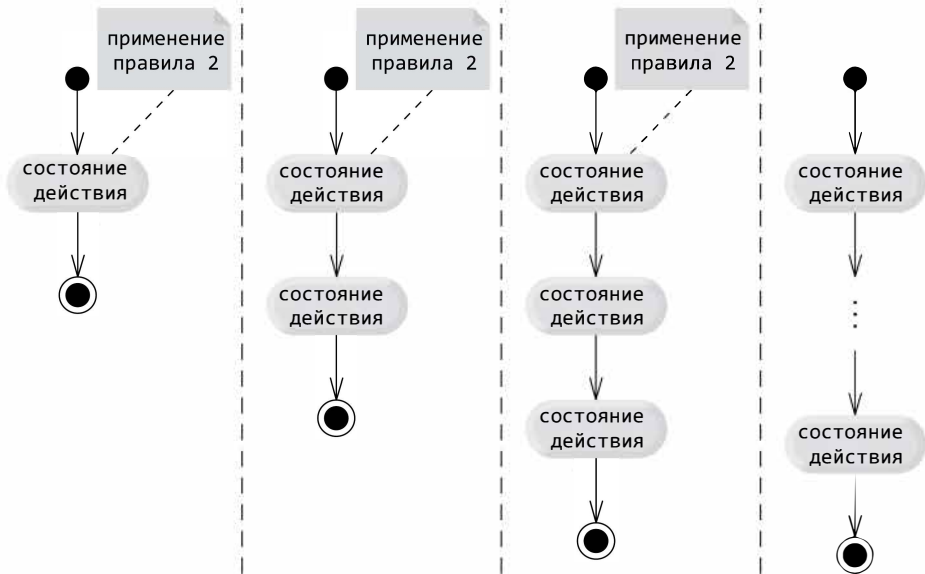 применение
правила 2
состояние
действия
применение
правила 2
состояние
действия
состояние
действия
применение
правила 2
состояние
действия
состояние
действия
состояние
действия
состояние
действия
состояние
действия